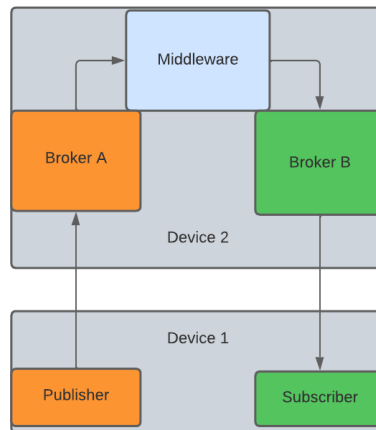 Middleware
Broker A
Broker B
Device 2
Device 1
Publisher
Subscriber